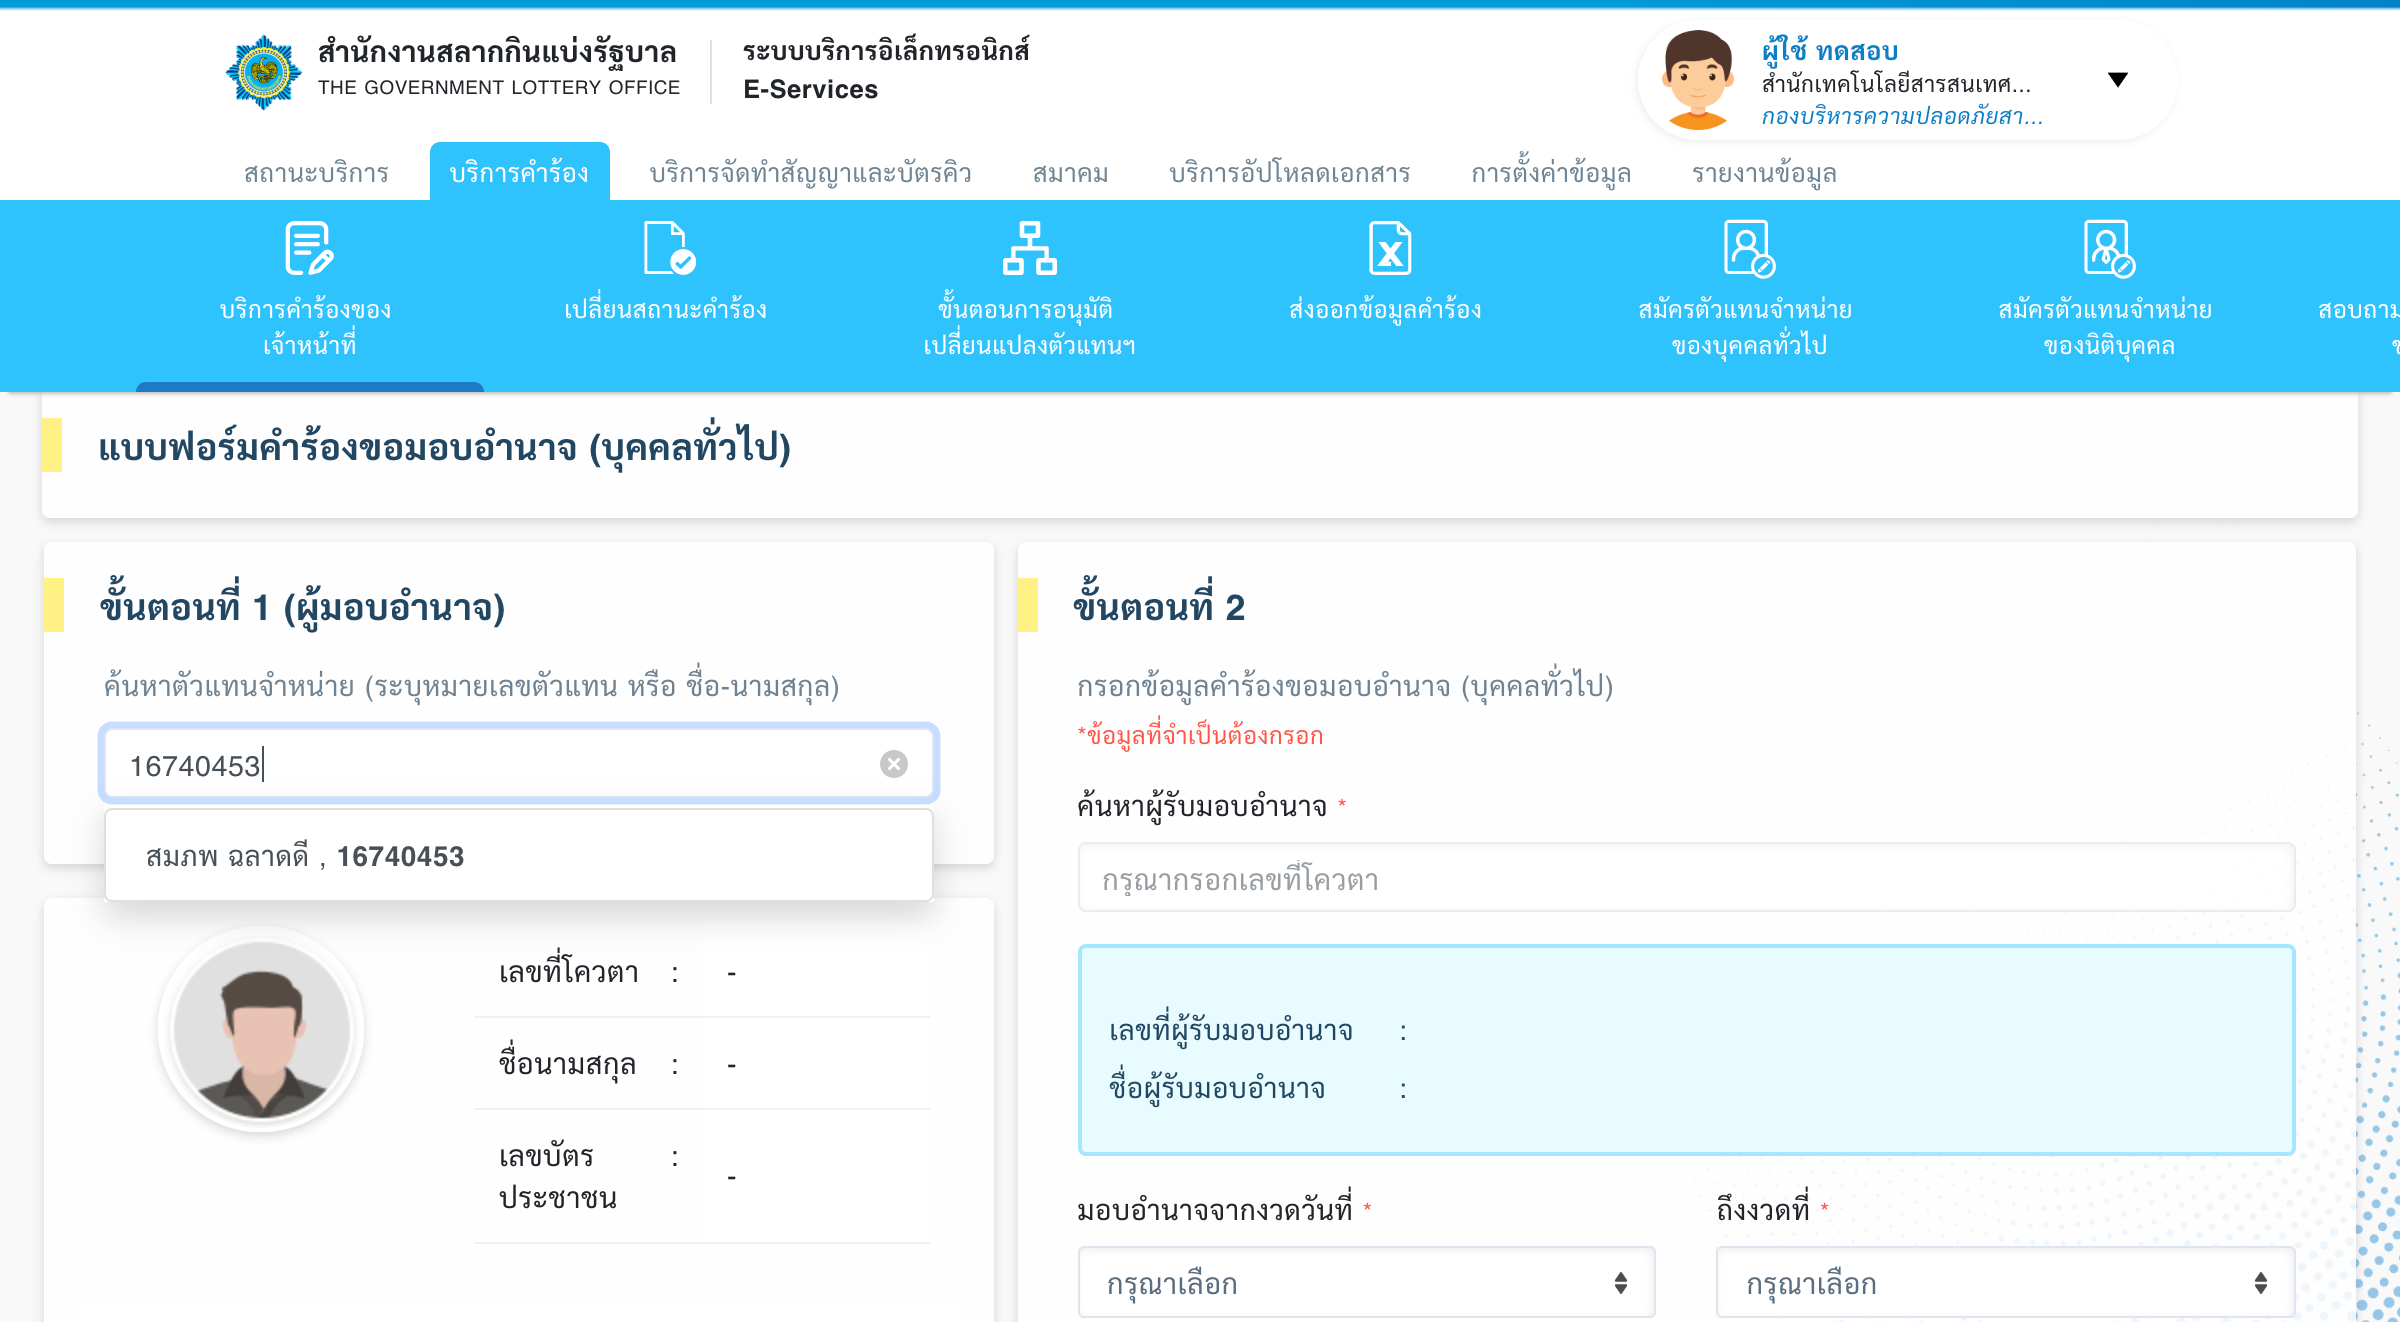 สำนักงานสลากกินแบ่งรัฐบาล
THE GOVERNMENT LOTTERY OFFICE
ระบบบริการอิเล็กทรอนิกส์
E-Services
ผู้ใช้ ทดสอบ
สำนักเทคโนโลยีสารสนเทศ...
กองบริหารความปลอดภัยสา...
สถานะบริการ
บริการคำร้อง
บริการจัดทำสัญญาและบัตรคิว
สมาคม
บริการอัปโหลดเอกสาร
การตั้งค่าข้อมูล
รายงานข้อมูล
บริการคำร้องของ
เจ้าหน้าที่
เปลี่ยนสถานะคำร้อง
ขั้นตอนการอนุมัติ
เปลี่ยนแปลงตัวแทนฯ
ส่งออกข้อมูลคำร้อง
สมัครตัวแทนจำหน่าย
ของบุคคลทั่วไป
สมัครตัวแทนจำหน่าย
ของนิติบุคคล
แบบฟอร์มคำร้องขอมอบอำนาจ (บุคคลทั่วไป)
ขั้นตอนที่ 1 (ผู้มอบอำนาจ)
ค้นหาตัวแทนจำหน่าย (ระบุหมายเลขตัวแทน หรือ ชื่อ-นามสกุล)
16740453
สมภพ ฉลาดดี , 16740453
เลขที่โควตา : -
ชื่อนามสกุล : -
เลขบัตร : -
ประชาชน
ขั้นตอนที่ 2
กรอกข้อมูลคำร้องขอมอบอำนาจ (บุคคลทั่วไป)
*ข้อมูลที่จำเป็นต้องกรอก
ค้นหาผู้รับมอบอำนาจ *
กรุณากรอกเลขที่โควตา
เลขที่ผู้รับมอบอำนาจ :
ชื่อผู้รับมอบอำนาจ :
มอบอำนาจจากงวดวันที่ *
ถึงงวดที่ *
กรุณาเลือก
กรุณาเลือก